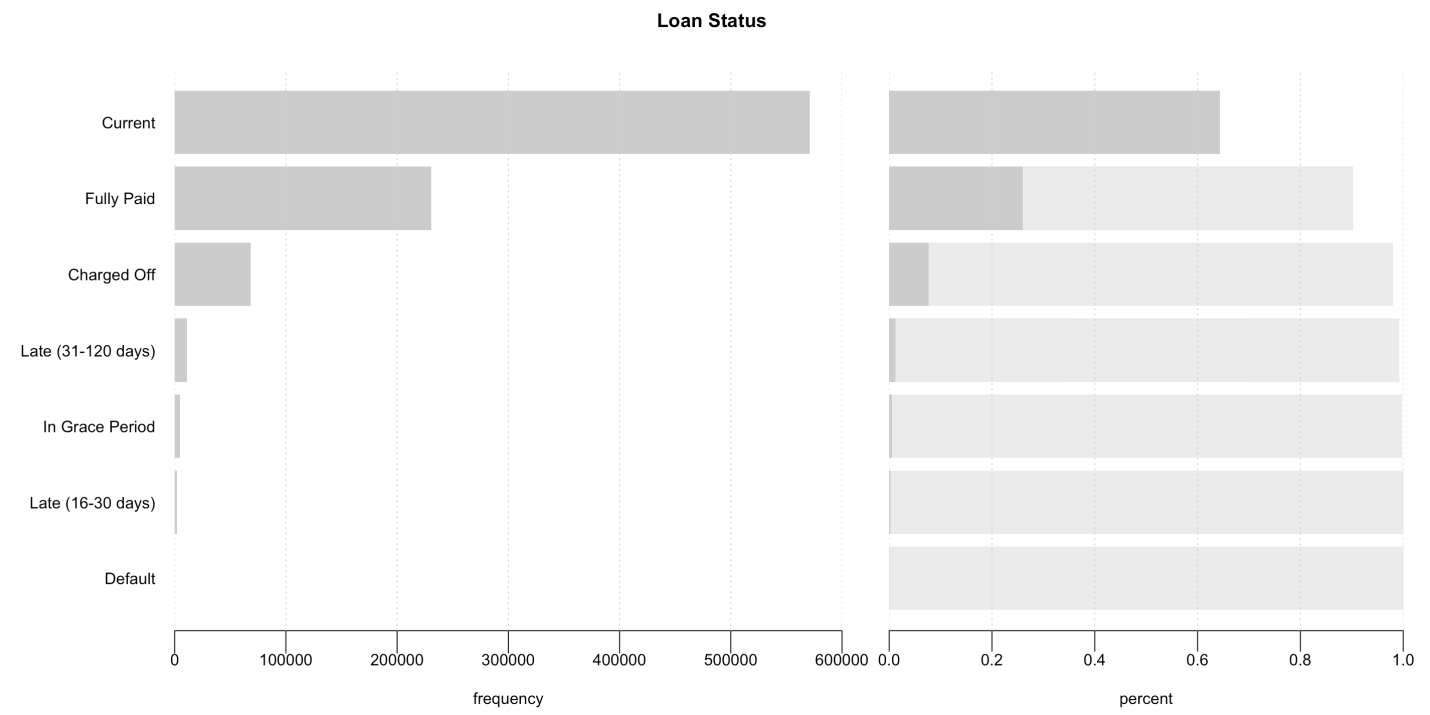 Loan Status
Current
Fully Paid
Charged Off
Late (31-120 days)
In Grace Period
Late (16-30 days)
Default
0 100000 200000 300000 400000 500000 600000 0.0 0.2 0.4 0.6 0.8 1.0
frequency percent